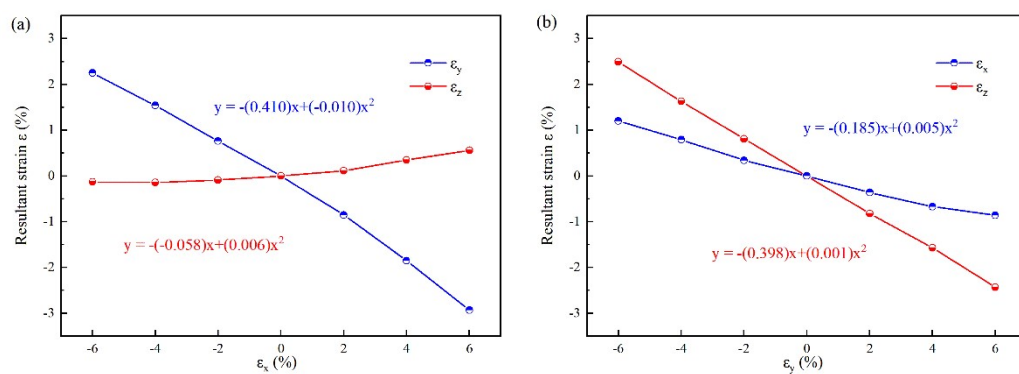 (a)
3
2
1
0
-1
-2
-3
Resultant strain ε (%)
-6 -4 -2 0 2 4 6
εx (%)
εy
εz
y = -(0.410)x+(-0.010)x²
y = -(-0.058)x+(0.006)x²
(b)
3
2
1
0
-1
-2
-3
Resultant strain ε (%)
-6 -4 -2 0 2 4 6
εy (%)
εx
εz
y = -(0.185)x+(0.005)x²
y = -(0.398)x+(0.001)x²